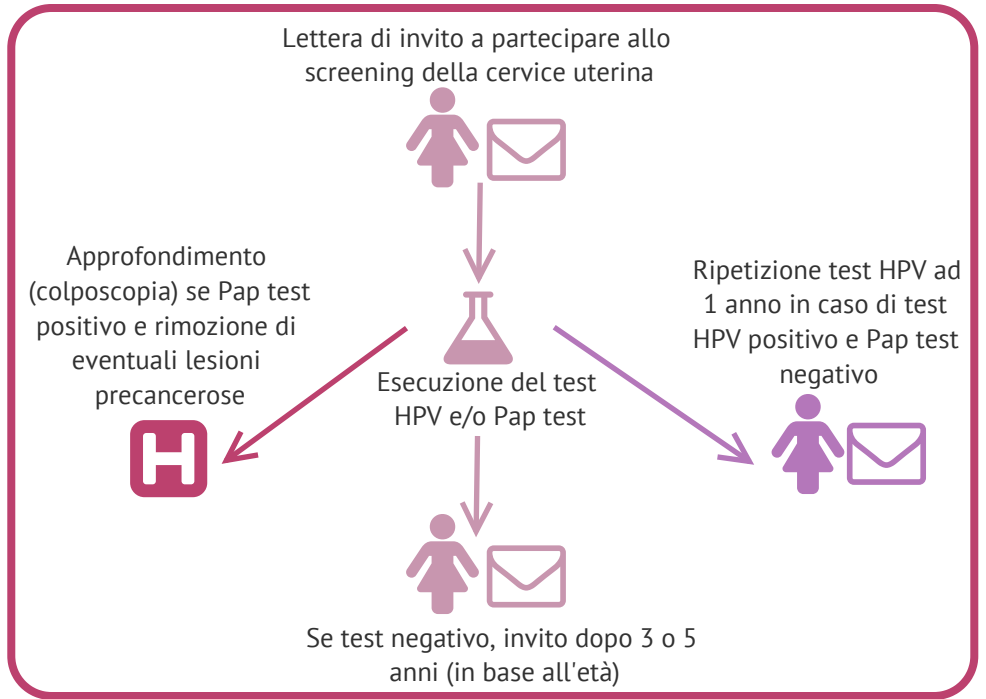 Lettera di invito a partecipare allo
screening della cervice uterina
Approfondimento
(colposcopia) se Pap test
positivo e rimozione di
eventuali lesioni
precancerose
H
Esecuzione del test
HPV e/o Pap test
Ripetizione test HPV ad
1 anno in caso di test
HPV positivo e Pap test
negativo
Se test negativo, invito dopo 3 o 5
anni (in base all'età)